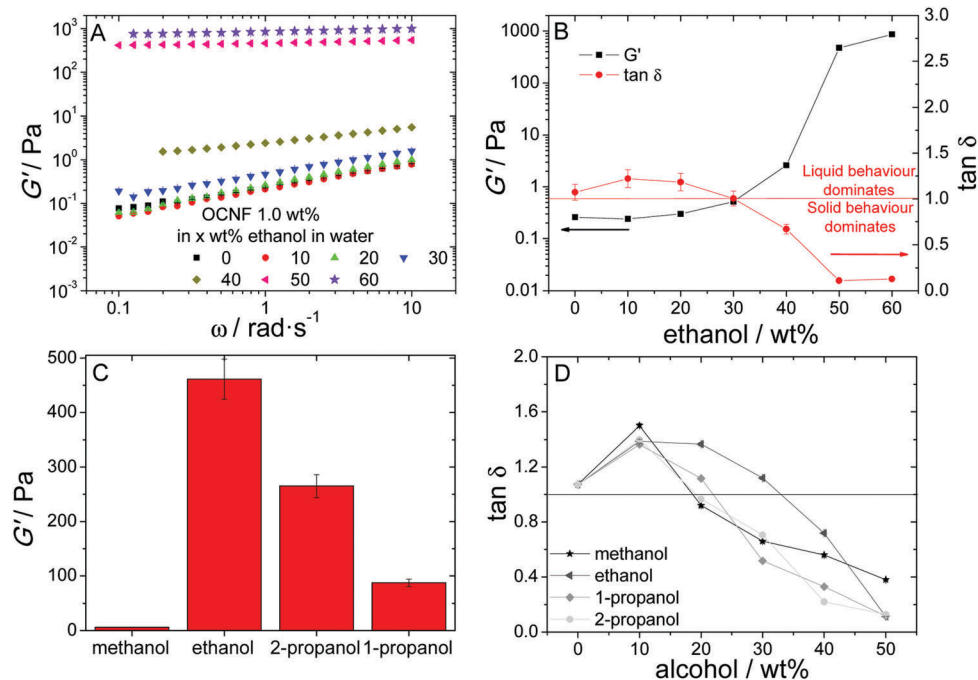 A
G'/ Pa
10³
10²
10¹
10⁰
10⁻¹
10⁻²
10⁻³
OCNF 1.0 wt%
in x wt% ethanol in water
0 10 20 30
40 50 60
0.1 1 10
ω / rad·s⁻¹
B
G'/ Pa
1000
100
10
1
0.1
0.01
G'
tan δ
Liquid behaviour
dominates
Solid behaviour
dominates
3.0
2.5
2.0
1.5
1.0
0.5
0.0
tan δ
0 10 20 30 40 50 60
ethanol / wt%
C
G'/ Pa
500
400
300
200
100
0
methanol ethanol 2-propanol 1-propanol
D
tan δ
2.0
1.6
1.2
0.8
0.4
0.0
methanol
ethanol
1-propanol
2-propanol
0 10 20 30 40 50
alcohol / wt%